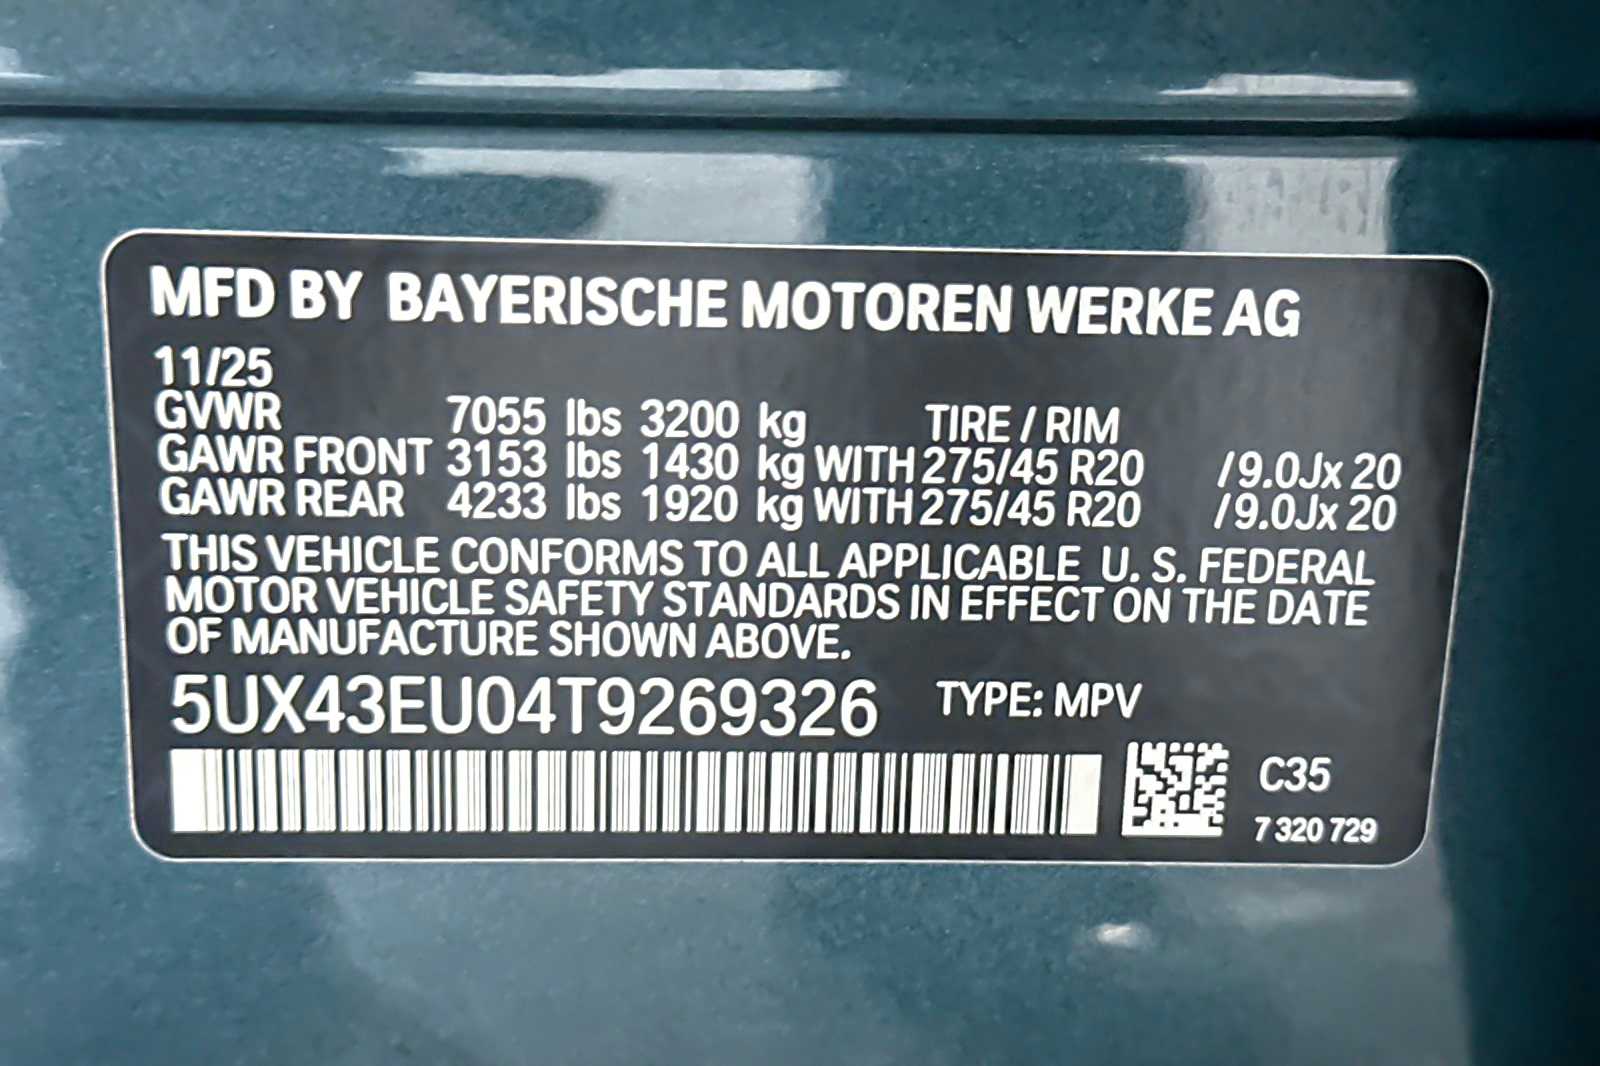 MFD BY BAYERISCHE MOTOREN WERKE AG
11/25
GVWR 7055 lbs 3200 kg TIRE / RIM
GAWR FRONT 3153 lbs 1430 kg WITH 275/45 R20 /9.0Jx 20
GAWR REAR 4233 lbs 1920 kg WITH 275/45 R20 /9.0Jx 20
THIS VEHICLE CONFORMS TO ALL APPLICABLE U. S. FEDERAL
MOTOR VEHICLE SAFETY STANDARDS IN EFFECT ON THE DATE
OF MANUFACTURE SHOWN ABOVE.
5UX43EU04T9269326 TYPE: MPV
C35
7 320 729